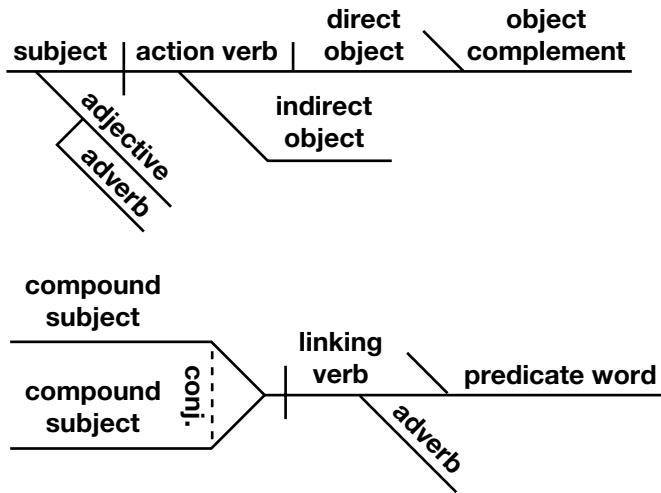 subject
action verb
direct
object
object
complement
adjective
adverb
indirect
object
compound
subject
conj.
compound
subject
linking
verb
predicate word
adverb